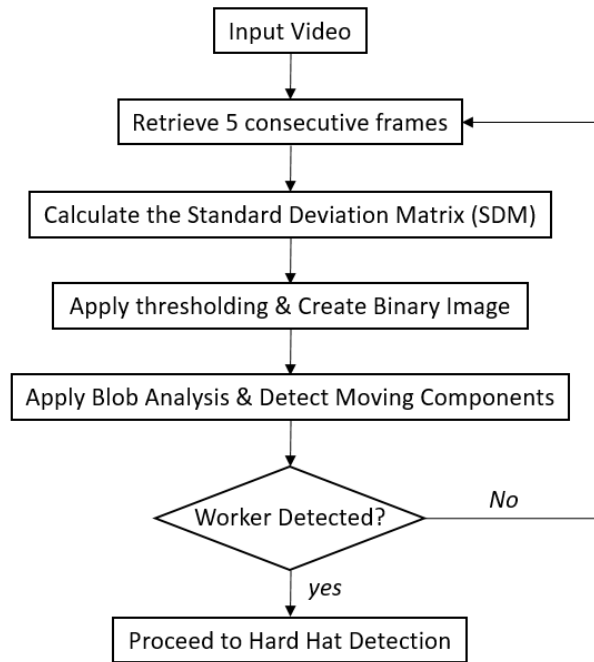 Input Video
Retrieve 5 consecutive frames
Calculate the Standard Deviation Matrix (SDM)
Apply thresholding & Create Binary Image
Apply Blob Analysis & Detect Moving Components
Worker Detected?
No
yes
Proceed to Hard Hat Detection